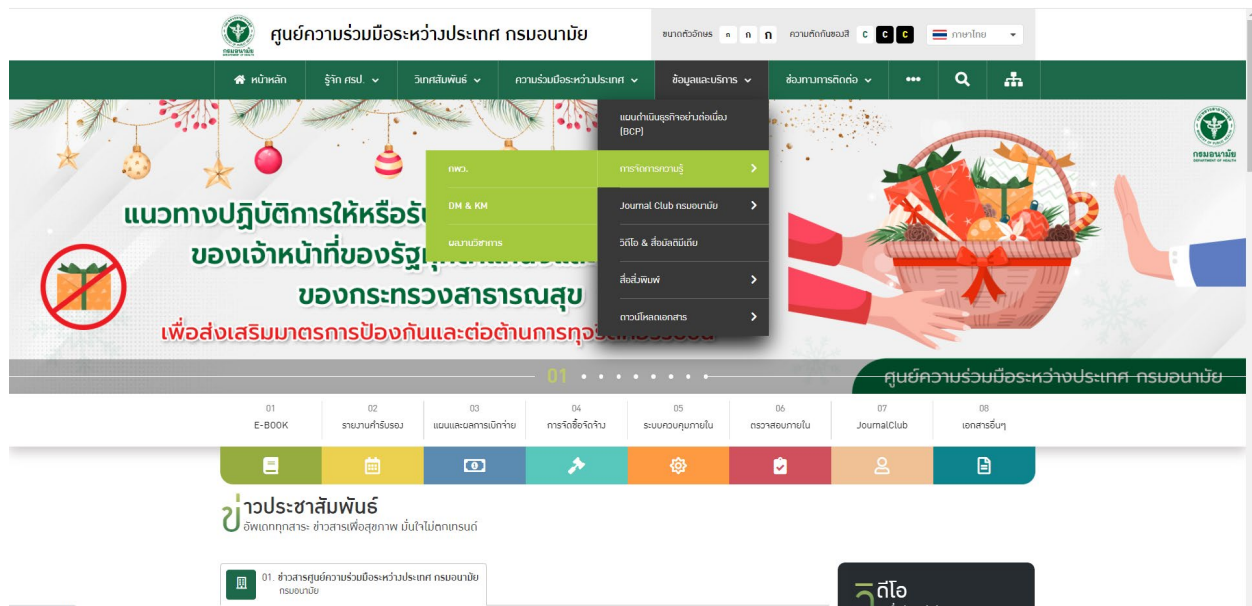 ศูนย์ความร่วมมือระหว่างประเทศ กรมอนามัย
กรมอนามัย
DEPARTMENT OF HEALTH
ขนาดตัวอักษร ก ก ก ความตัดกันของสี C C C ภาษาไทย
หน้าหลัก รู้จัก ศรป. วิเทศสัมพันธ์ ความร่วมมือระหว่างประเทศ ข้อมูลและบริการ ช่องทางการติดต่อ
แผนดำเนินธุรกิจอย่างต่อเนื่อง
(BCP)
กพว. การจัดการความรู้
DM & KM Journal Club กรมอนามัย
ผลงานวิชาการ วิดีโอ & สื่อมัลติมีเดีย
สื่อสิ่งพิมพ์
ดาวน์โหลดเอกสาร
กรมอนามัย
DEPARTMENT OF HEALTH
แนวทางปฏิบัติการให้หรือรับ
ของเจ้าหน้าที่ของรัฐ
ของกระทรวงสาธารณสุข
เพื่อส่งเสริมมาตรการป้องกันและต่อต้านการทุจ
01
ศูนย์ความร่วมมือระหว่างประเทศ กรมอนามัย
01 02 03 04 05 06 07 08
E-BOOK รายงานคำรับรอง แผนและผลการเบิกจ่าย การจัดซื้อจัดจ้าง ระบบควบคุมภายใน ตรวจสอบภายใน JournalClub เอกสารอื่นๆ
ข่าวประชาสัมพันธ์
อัพเดททุกสาระ ข่าวสารเพื่อสุขภาพ มั่นใจไม่ตกเทรนด์
01. ข่าวสารศูนย์ความร่วมมือระหว่างประเทศ กรมอนามัย
กรมอนามัย
วิดีโอ